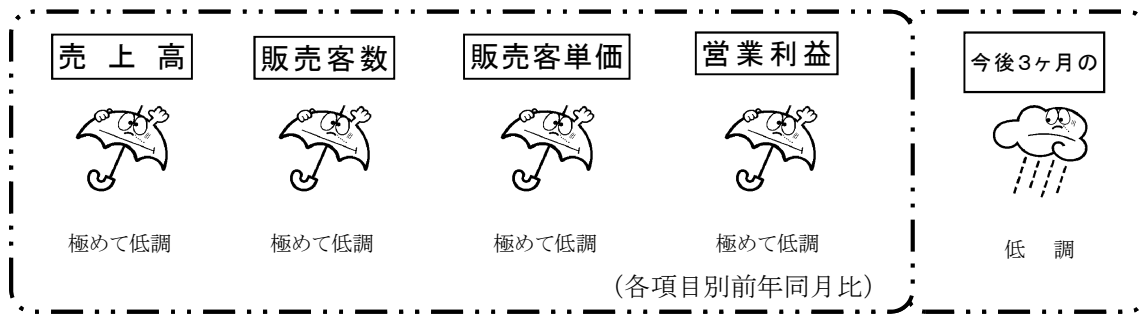 売上高 販売客数 販売客単価 営業利益 今後3ヶ月の
極めて低調 極めて低調 極めて低調 極めて低調 低調
（各項目別前年同月比）